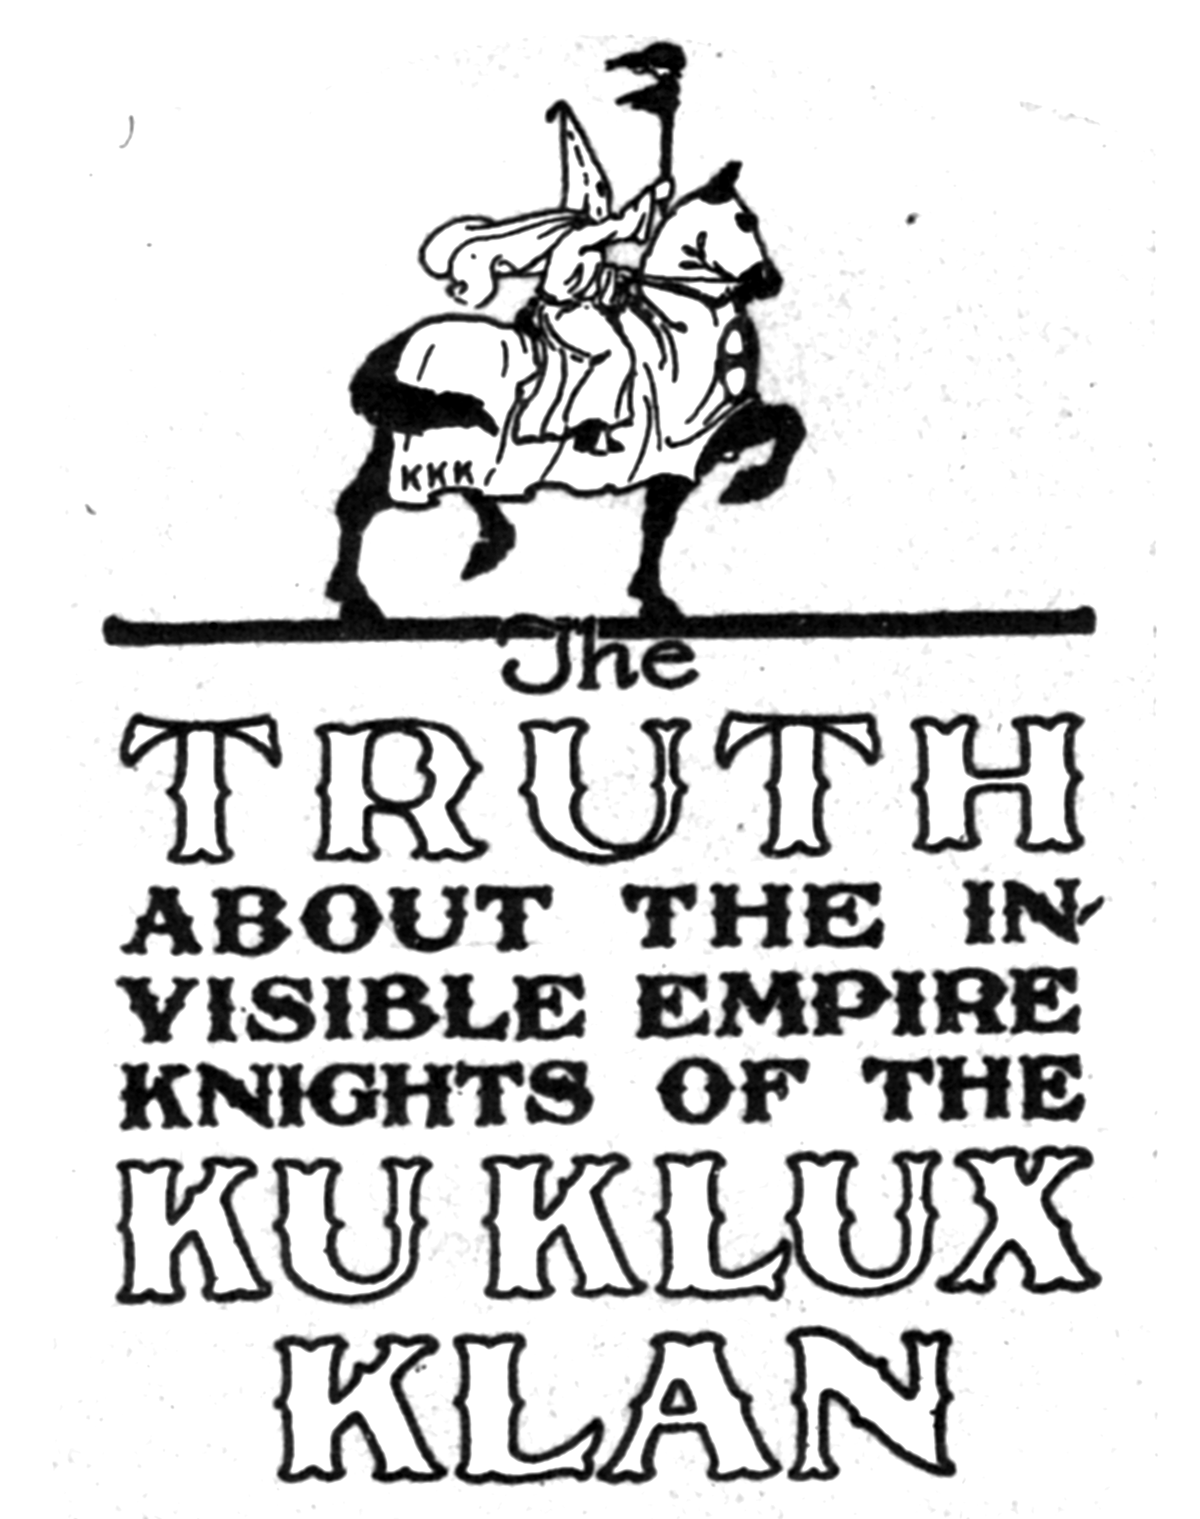 KKK
The
TRUTH
ABOUT THE IN-
VISIBLE EMPIRE
KNIGHTS OF THE
KU KLUX
KLAN